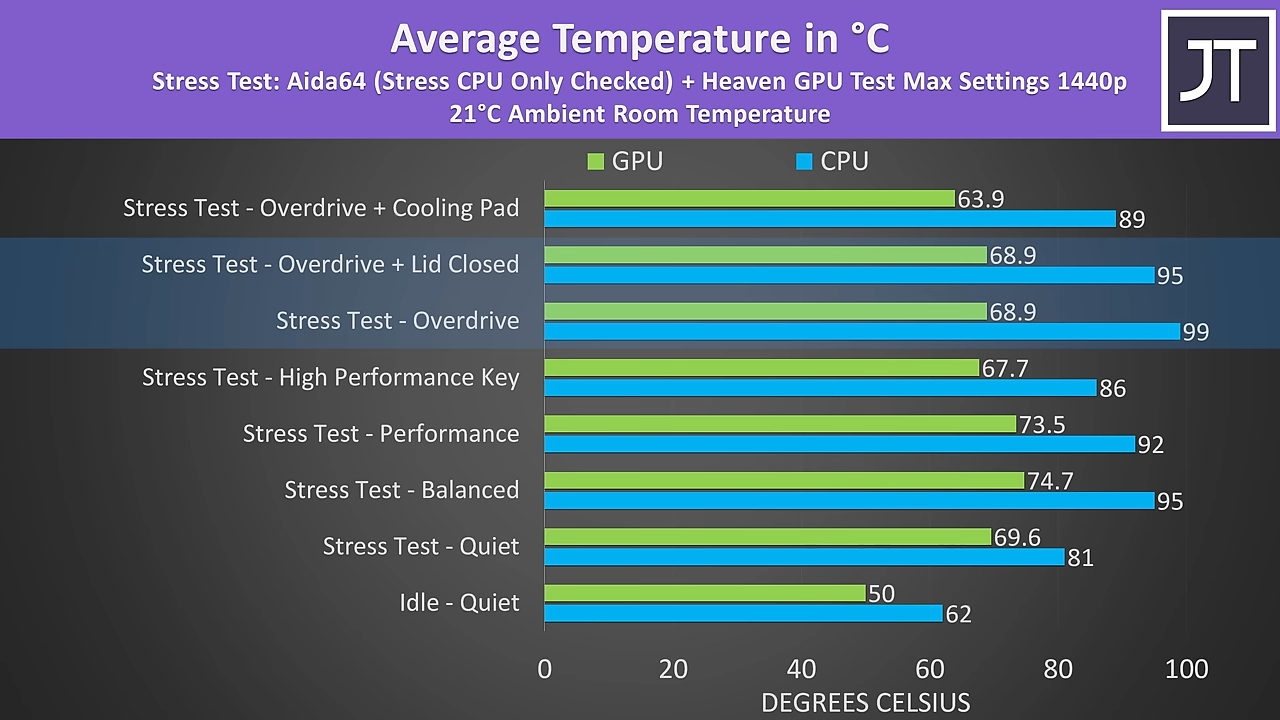 Average Temperature in °C
Stress Test: Aida64 (Stress CPU Only Checked) + Heaven GPU Test Max Settings 1440p
21°C Ambient Room Temperature
JT
GPU CPU
Stress Test - Overdrive + Cooling Pad 63.9 89
Stress Test - Overdrive + Lid Closed 68.9 95
Stress Test - Overdrive 68.9 99
Stress Test - High Performance Key 67.7 86
Stress Test - Performance 73.5 92
Stress Test - Balanced 74.7 95
Stress Test - Quiet 69.6 81
Idle - Quiet 50 62
0 20 40 60 80 100
DEGREES CELSIUS